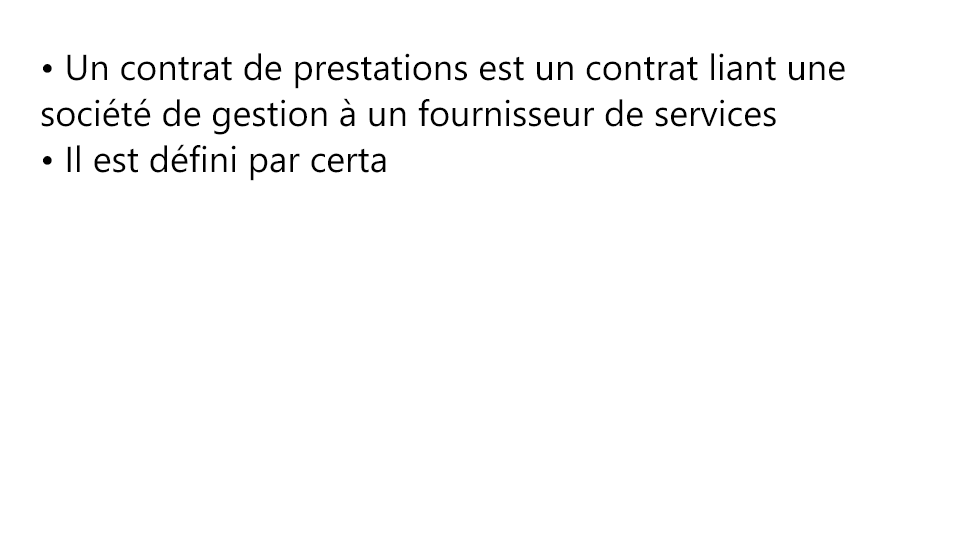 • Un contrat de prestations est un contrat liant une
société de gestion à un fournisseur de services
• Il est défini par certa